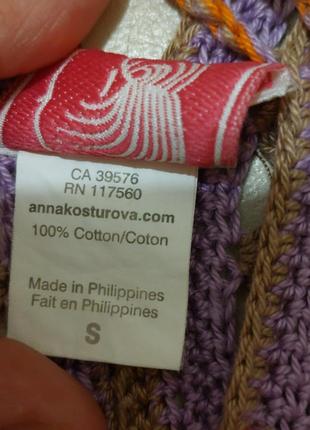 CA 39576
RN 117560
annakosturova.com
100% Cotton/Coton
Made in Philippines
Fait en Philippines
S